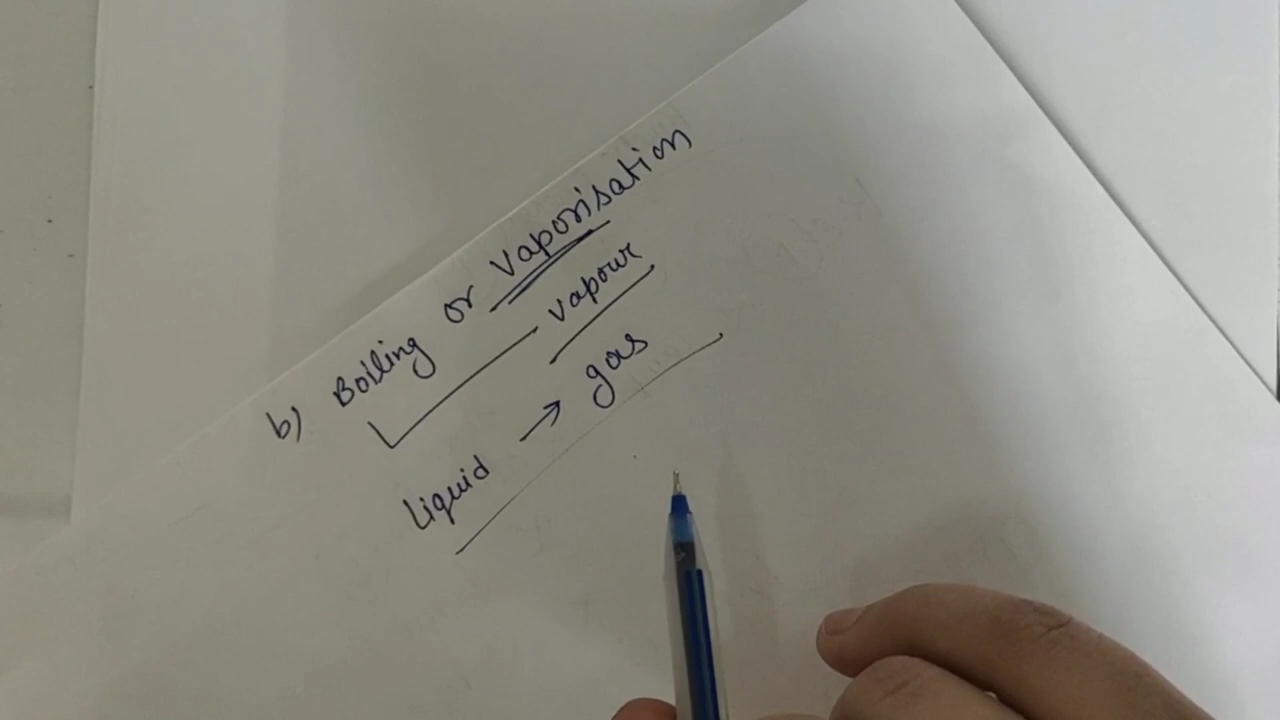 b) Boiling or Vaporisation
vapour
Liquid → gas